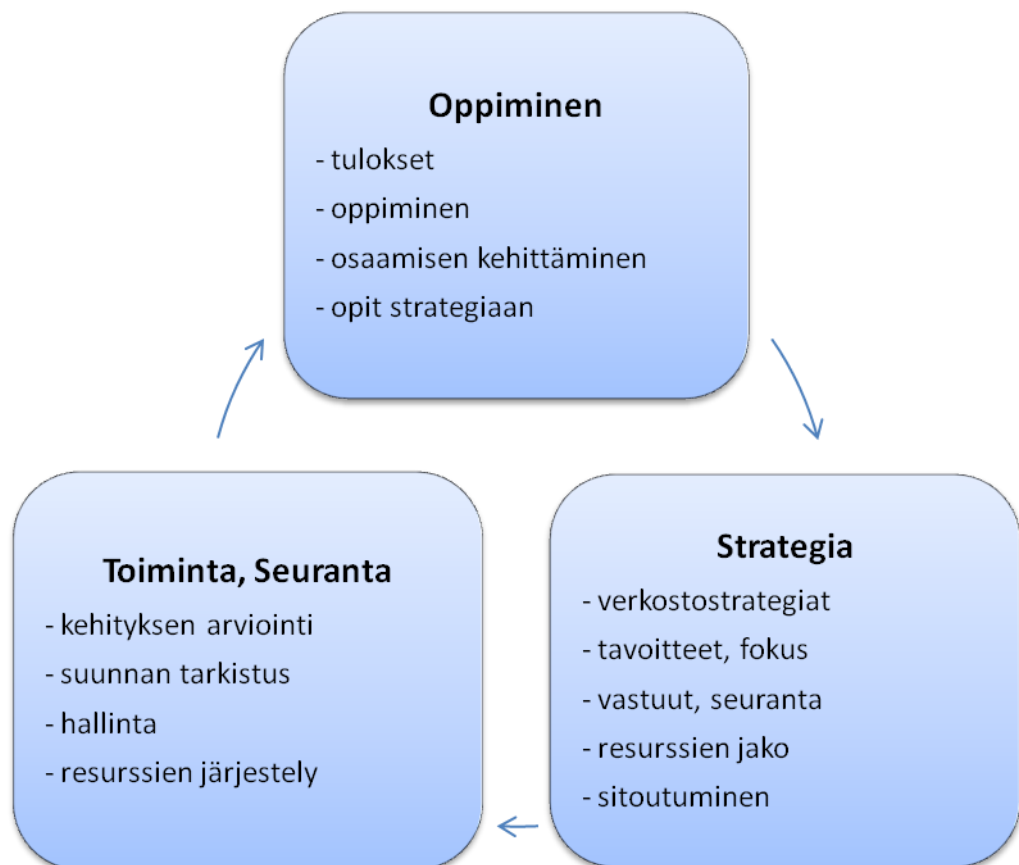 Oppiminen
- tulokset
- oppiminen
- osaamisen kehittäminen
- opit strategiaan
Toiminta, Seuranta
- kehityksen arviointi
- suunnan tarkistus
- hallinta
- resurssien järjestely
Strategia
- verkostostrategiat
- tavoitteet, fokus
- vastuut, seuranta
- resurssien jako
- sitoutuminen